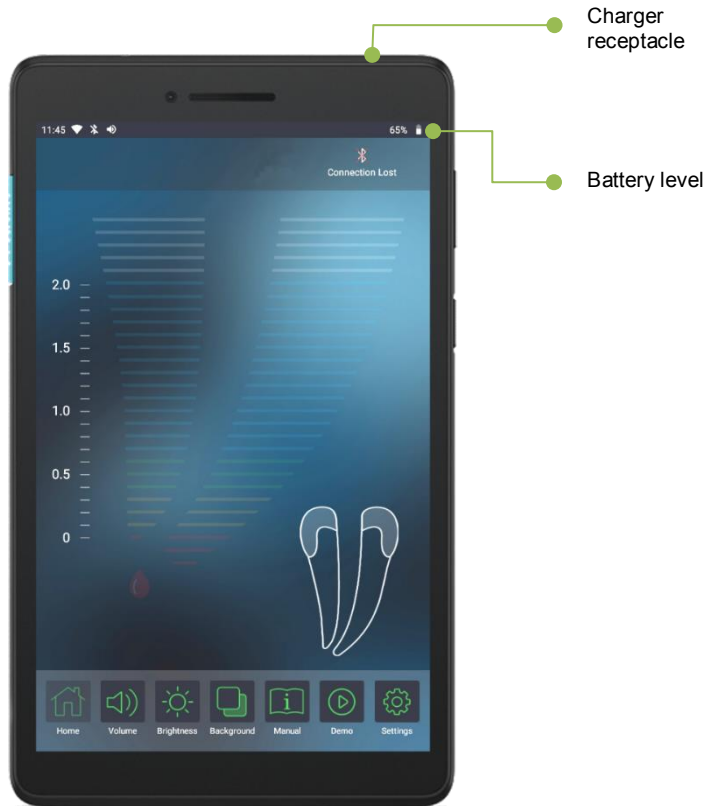 Charger
receptacle
11:45
65%
Connection Lost
Battery level
2.0
1.5
1.0
0.5
0
Home
Volume
Brightness
Background
Manual
Demo
Settings